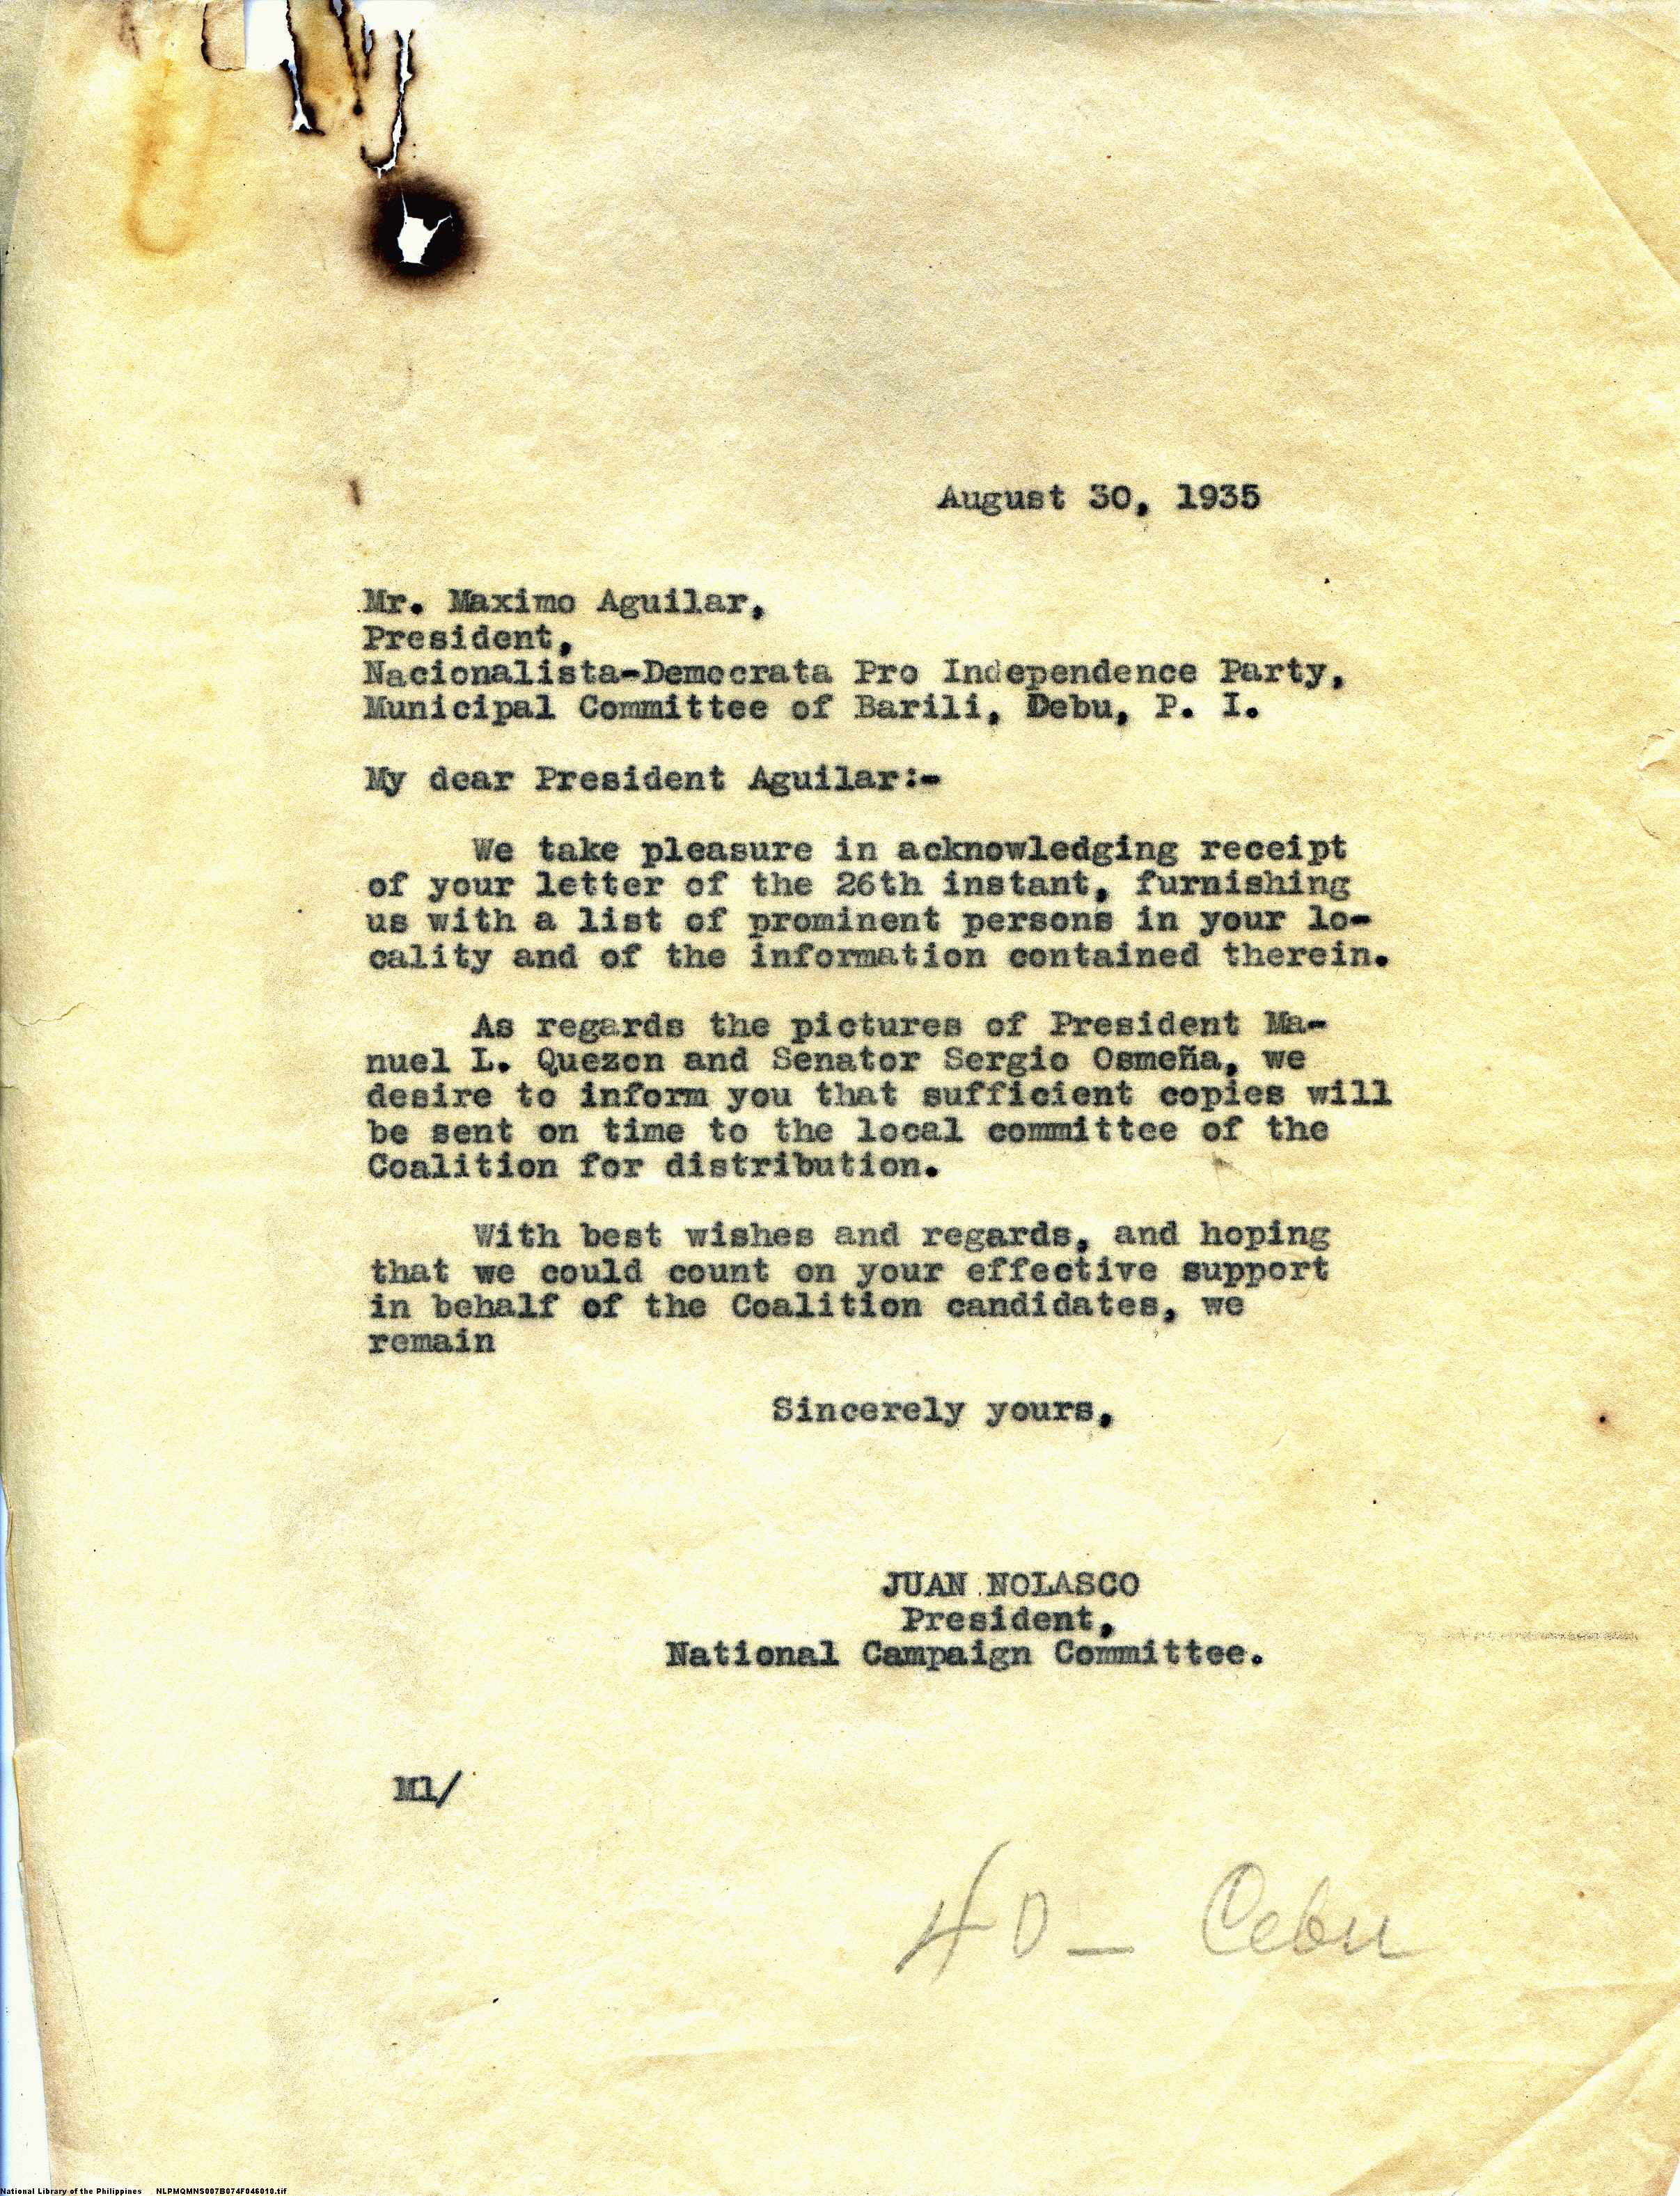 August 30, 1935
Mr. Maximo Aguilar,
President,
Nacionalista-Democrata Pro Independence Party,
Municipal Committee of Barili, Debu, P. I.
My dear President Aguilar:-
We take pleasure in acknowledging receipt
of your letter of the 26th instant, furnishing
us with a list of prominent persons in your lo-
cality and of the information contained therein.
As regards the pictures of President Ma-
nuel L. Quezon and Senator Sergio Osmeña, we
desire to inform you that sufficient copies will
be sent on time to the local committee of the
Coalition for distribution.
With best wishes and regards, and hoping
that we could count on your effective support
in behalf of the Coalition candidates, we
remain
Sincerely yours,
JUAN NOLASCO
President,
National Campaign Committee.
Ml/
40 — Cebu
National Library of the Philippines NLPMQMNS007B074F046010.tif